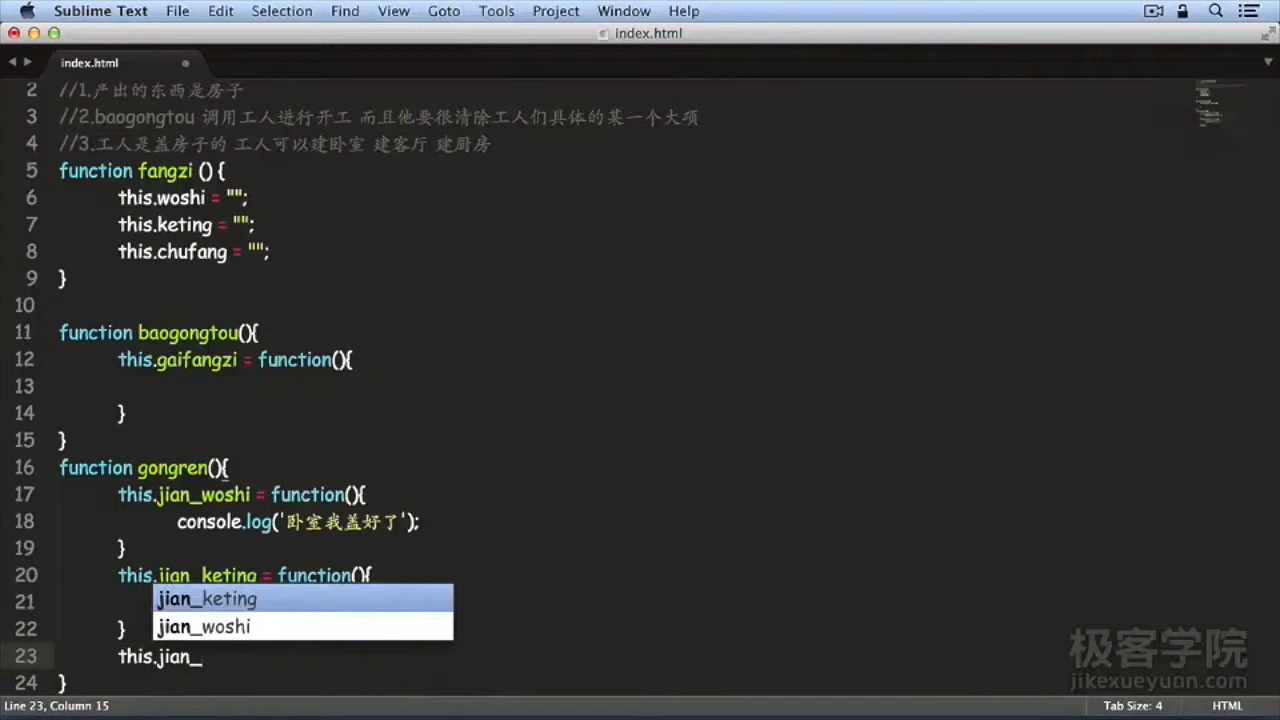 Sublime Text File Edit Selection Find View Goto Tools Project Window Help
index.html
index.html
2 //1.产出的东西是房子
3 //2.baogongtou 调用工人进行开工 而且他要很清除工人们具体的某一个大项
4 //3.工人是盖房子的 工人可以建卧室 建客厅 建厨房
5 function fangzi () {
6 this.woshi = "";
7 this.keting = "";
8 this.chufang = "";
9 }
10
11 function baogongtou(){
12 this.gaifangzi = function(){
13
14 }
15 }
16 function gongren(){
17 this.jian_woshi = function(){
18 console.log('卧室我盖好了');
19 }
20 this.jian_keting = function(){
21 jian_keting
22 } jian_woshi
23 this.jian_
24 }
极客学院
jikexueyuan.com
Line 23, Column 15 Tab Size: 4 HTML